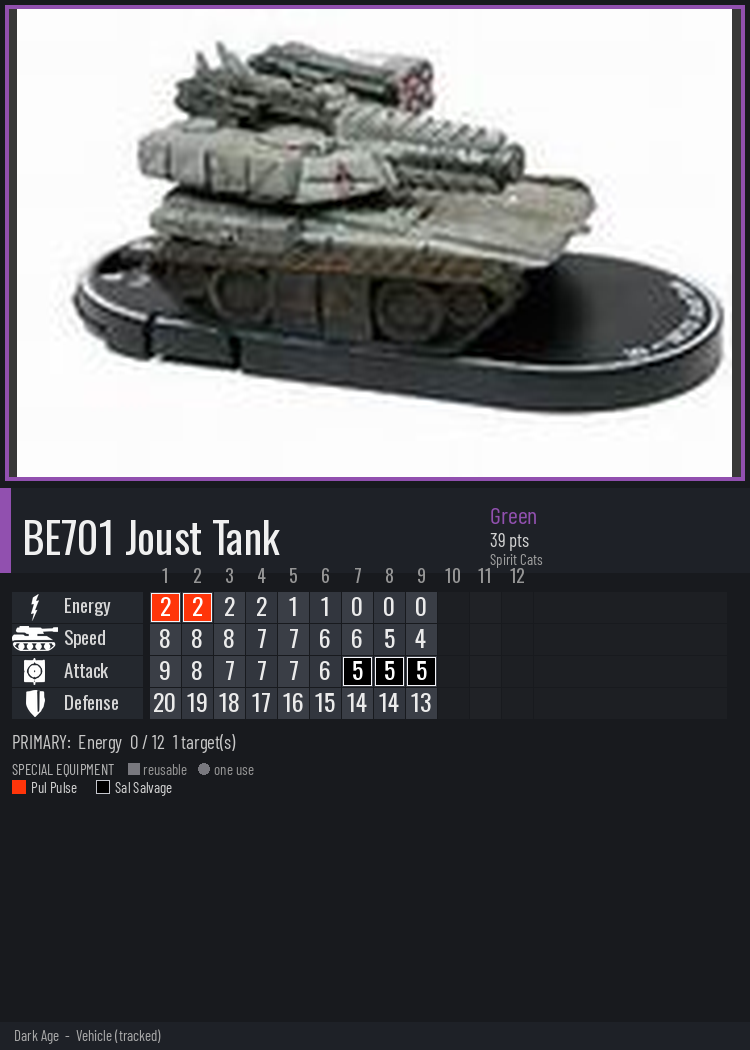 BE701 Joust Tank
Green
39 pts
Spirit Cats
1 2 3 4 5 6 7 8 9 10 11 12
Energy 2 2 2 2 1 1 0 0 0
Speed 8 8 8 7 7 6 6 5 4
Attack 9 8 7 7 7 6 5 5 5
Defense 20 19 18 17 16 15 14 14 13
PRIMARY: Energy 0 / 12 1 target(s)
SPECIAL EQUIPMENT reusable one use
Pul Pulse Sal Salvage
Dark Age - Vehicle (tracked)